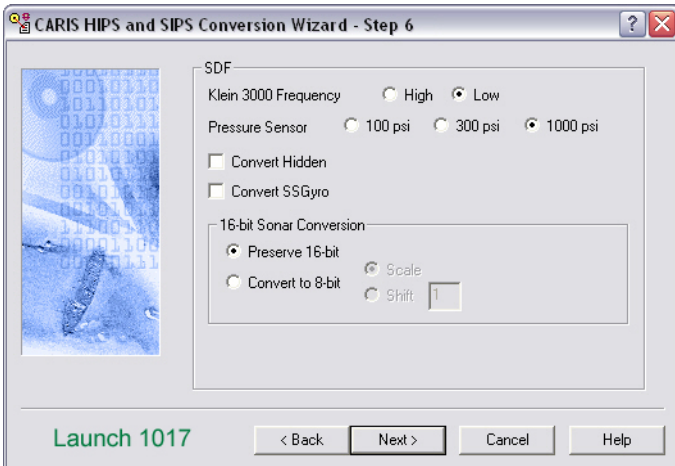 CARIS HIPS and SIPS Conversion Wizard - Step 6
SDF
Klein 3000 Frequency High Low
Pressure Sensor 100 psi 300 psi 1000 psi
Convert Hidden
Convert SSGyro
16-bit Sonar Conversion
Preserve 16-bit
Convert to 8-bit
Scale
Shift 1
Launch 1017
< Back Next > Cancel Help